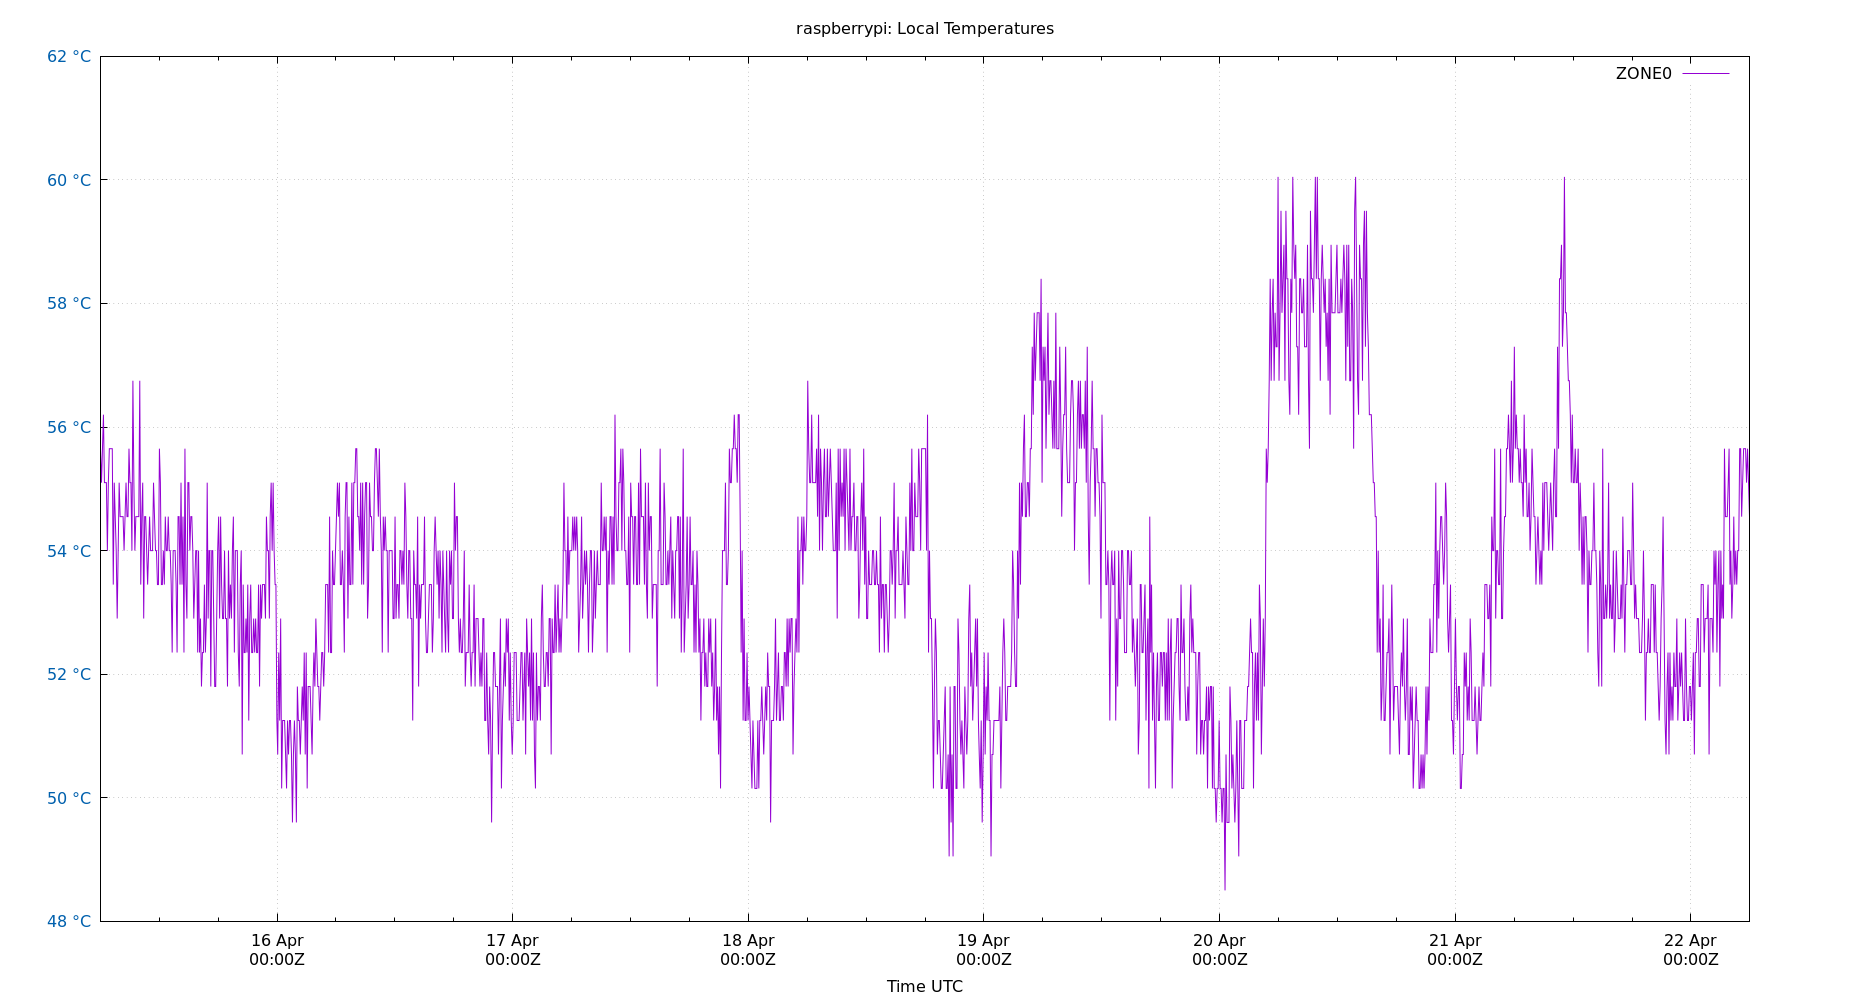 raspberrypi: Local Temperatures
ZONE0
62 °C
60 °C
58 °C
56 °C
54 °C
52 °C
50 °C
48 °C
16 Apr
00:00Z
17 Apr
00:00Z
18 Apr
00:00Z
19 Apr
00:00Z
20 Apr
00:00Z
21 Apr
00:00Z
22 Apr
00:00Z
Time UTC